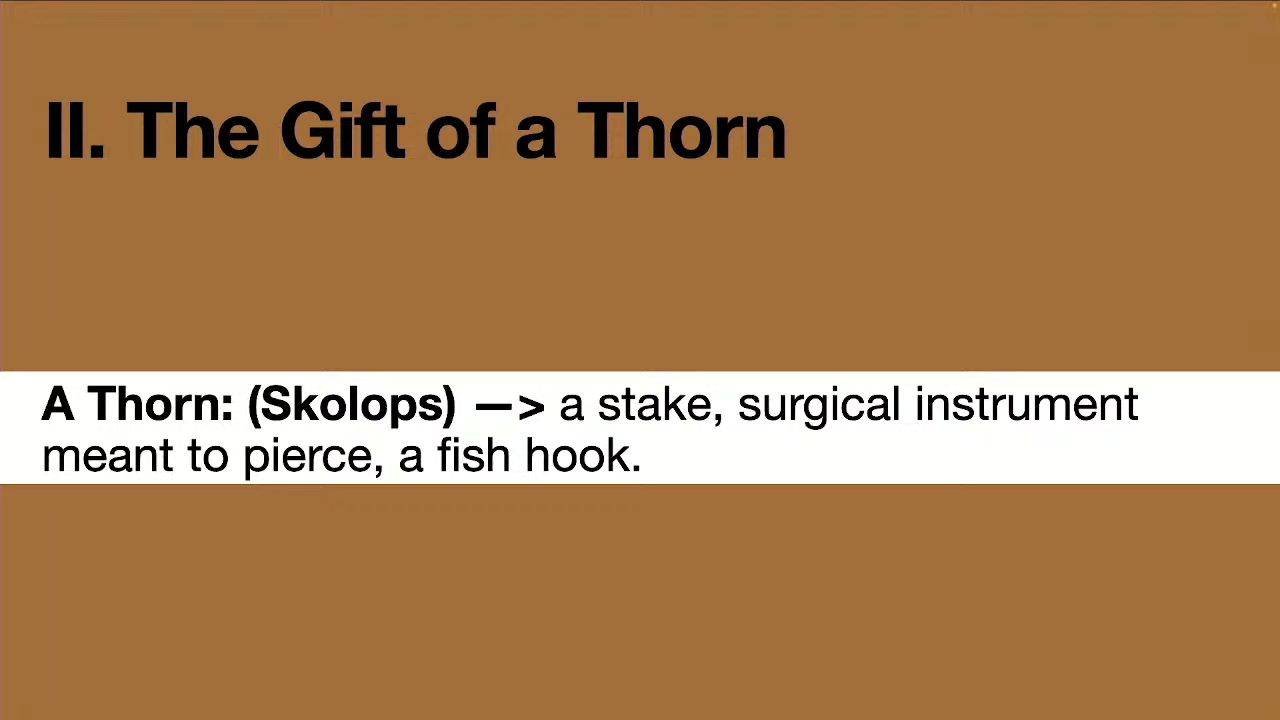 II. The Gift of a Thorn
A Thorn: (Skolops) —> a stake, surgical instrument
meant to pierce, a fish hook.